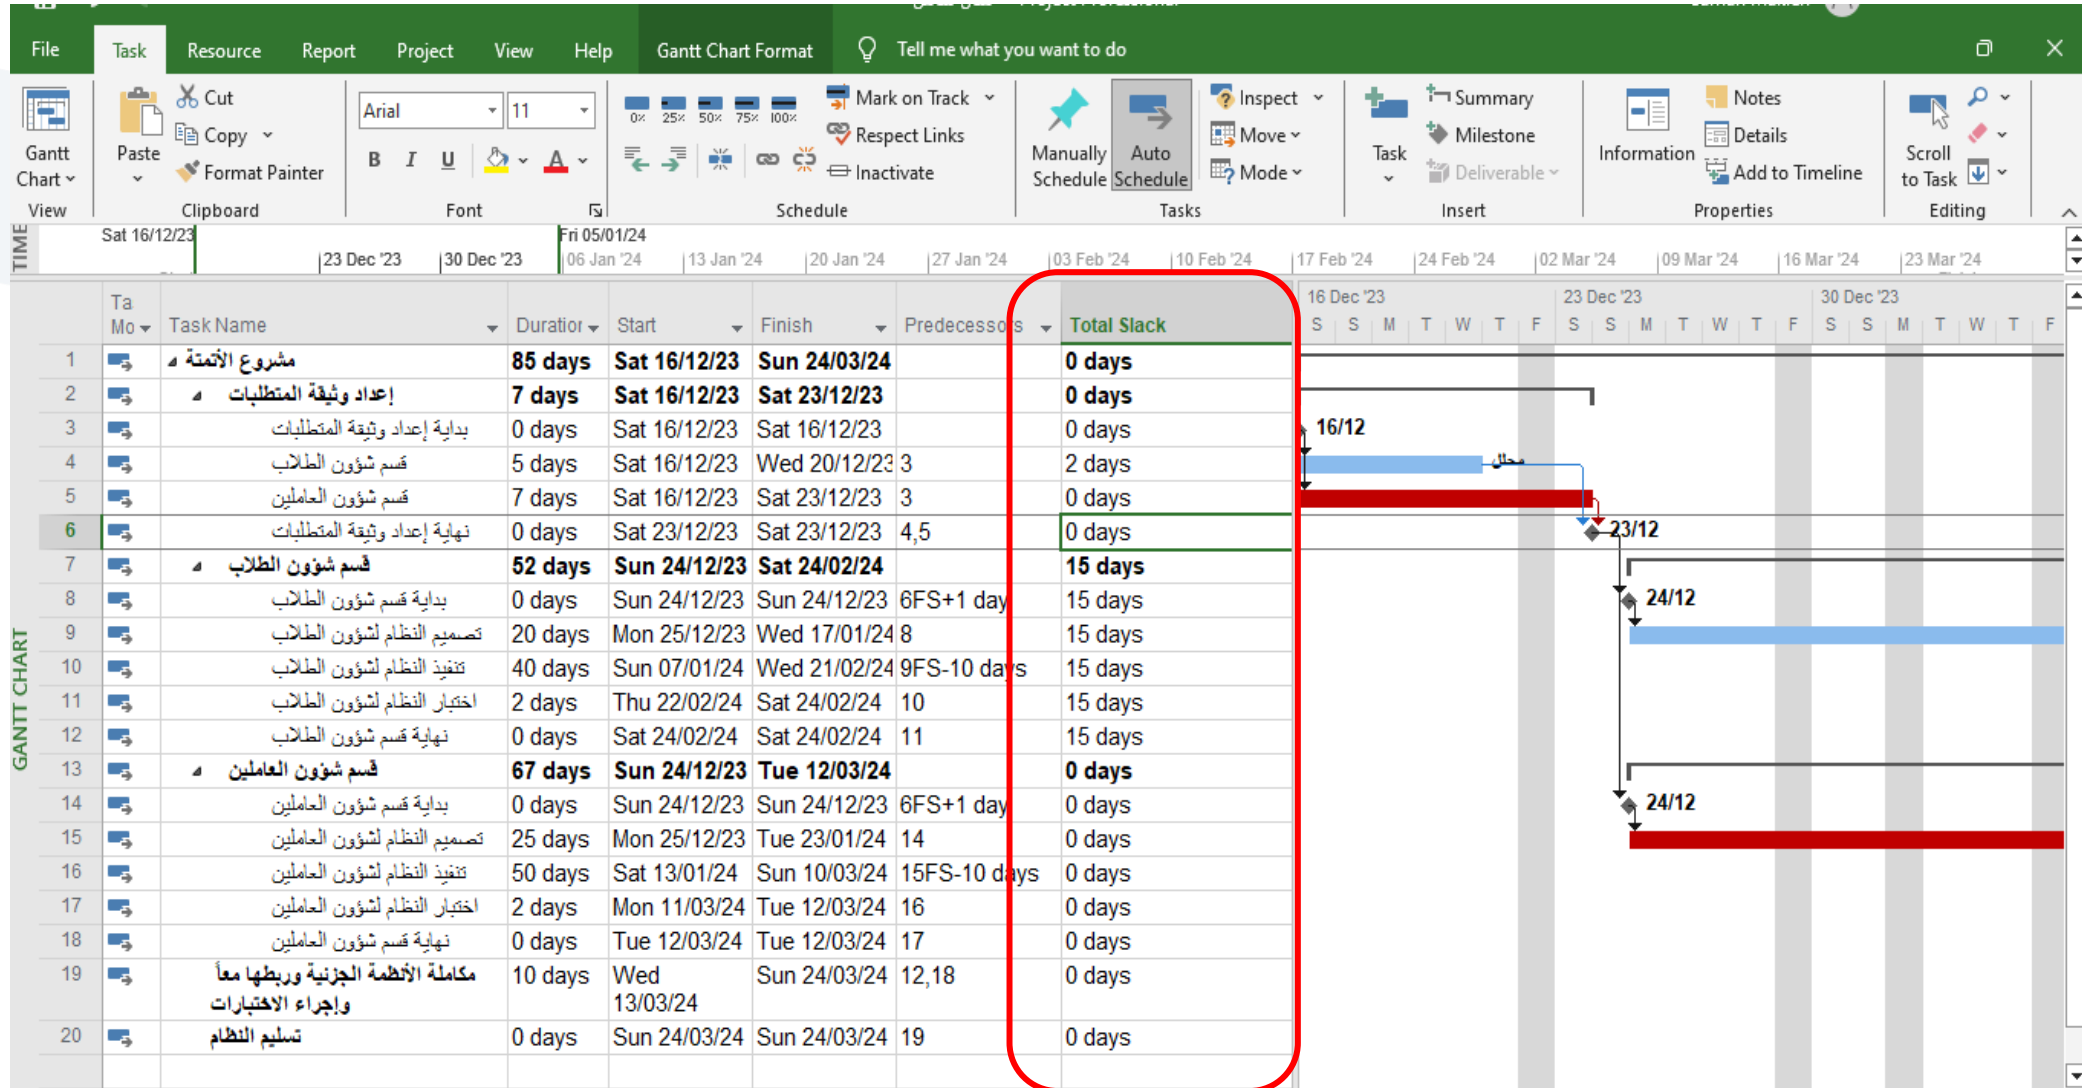 File Task Resource Report Project View Help Gantt Chart Format Tell me what you want to do
Cut
Copy
Format Painter
Paste
Gantt Chart
Arial 11
B I U A
0% 25% 50% 75% 100%
Mark on Track
Respect Links
Inactivate
Manually Schedule
Auto Schedule
Inspect
Move
Mode
Task
Summary
Milestone
Deliverable
Information
Notes
Details
Add to Timeline
Scroll to Task
View Clipboard Font Schedule Tasks Insert Properties Editing
TIME
Sat 16/12/23 Fri 05/01/24
23 Dec '23 30 Dec '23 06 Jan '24 13 Jan '24 20 Jan '24 27 Jan '24 03 Feb '24 10 Feb '24 17 Feb '24 24 Feb '24 02 Mar '24 09 Mar '24 16 Mar '24 23 Mar '24
GANTT CHART
Ta Mo Task Name Duration Start Finish Predecessors Total Slack
16 Dec '23 23 Dec '23 30 Dec '23
S S M T W T F S S M T W T F S S M T W T F
1 مشروع الأتمتة 85 days Sat 16/12/23 Sun 24/03/24 0 days
2 إعداد وثيقة المتطلبات 7 days Sat 16/12/23 Sat 23/12/23 0 days
3 بداية إعداد وثيقة المتطلبات 0 days Sat 16/12/23 Sat 16/12/23 0 days 16/12
4 قسم شؤون الطلاب 5 days Sat 16/12/23 Wed 20/12/23 3 2 days محلل
5 قسم شؤون العاملين 7 days Sat 16/12/23 Sat 23/12/23 3 0 days
6 نهاية إعداد وثيقة المتطلبات 0 days Sat 23/12/23 Sat 23/12/23 4,5 0 days 23/12
7 قسم شؤون الطلاب 52 days Sun 24/12/23 Sat 24/02/24 15 days
8 بداية قسم شؤون الطلاب 0 days Sun 24/12/23 Sun 24/12/23 6FS+1 day 15 days 24/12
9 تصميم النظام لشؤون الطلاب 20 days Mon 25/12/23 Wed 17/01/24 8 15 days
10 تنفيذ النظام لشؤون الطلاب 40 days Sun 07/01/24 Wed 21/02/24 9FS-10 days 15 days
11 اختبار النظام لشؤون الطلاب 2 days Thu 22/02/24 Sat 24/02/24 10 15 days
12 نهاية قسم شؤون الطلاب 0 days Sat 24/02/24 Sat 24/02/24 11 15 days
13 قسم شؤون العاملين 67 days Sun 24/12/23 Tue 12/03/24 0 days
14 بداية قسم شؤون العاملين 0 days Sun 24/12/23 Sun 24/12/23 6FS+1 day 0 days 24/12
15 تصميم النظام لشؤون العاملين 25 days Mon 25/12/23 Tue 23/01/24 14 0 days
16 تنفيذ النظام لشؤون العاملين 50 days Sat 13/01/24 Sun 10/03/24 15FS-10 days 0 days
17 اختبار النظام لشؤون العاملين 2 days Mon 11/03/24 Tue 12/03/24 16 0 days
18 نهاية قسم شؤون العاملين 0 days Tue 12/03/24 Tue 12/03/24 17 0 days
19 مكاملة الأنظمة الجزئية وربطها معاً وإجراء الاختبارات 10 days Wed 13/03/24 Sun 24/03/24 12,18 0 days
20 تسليم النظام 0 days Sun 24/03/24 Sun 24/03/24 19 0 days